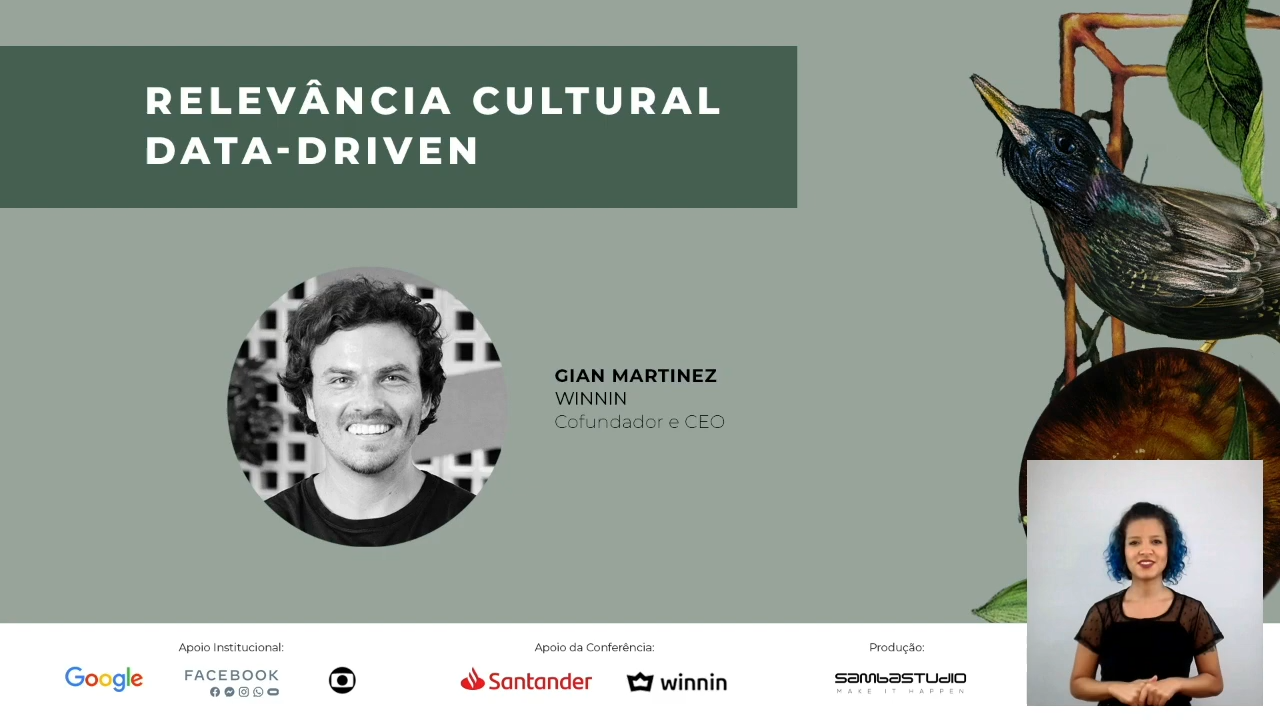 RELEVÂNCIA CULTURAL
DATA-DRIVEN
GIAN MARTINEZ
WINNIN
Cofundador e CEO
Apoio Institucional:
Apoio da Conferência:
Produção:
Google
FACEBOOK
Santander
winnin
sambastudio
MAKE IT HAPPEN